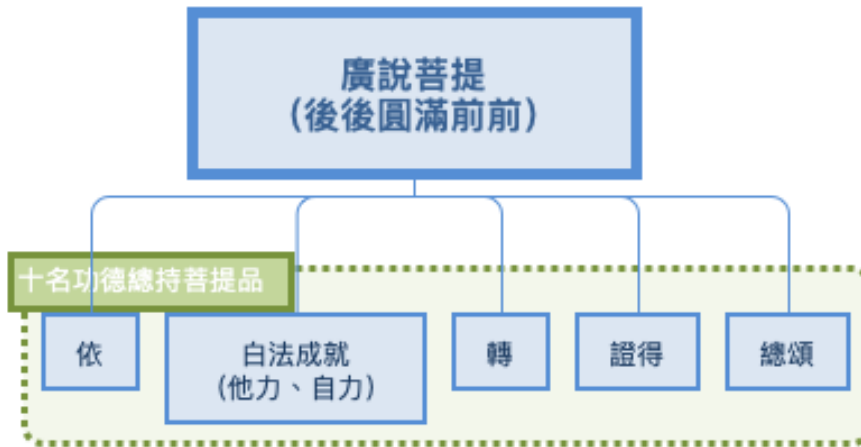 廣說菩提
(後後圓滿前前)
十名功德總持菩提品
依
白法成就
(他力、自力)
轉
證得
總頌